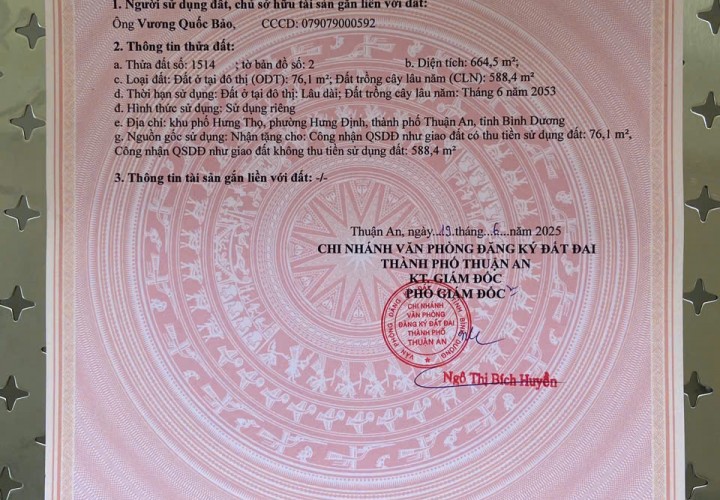 1. Người sử dụng đất, chủ sở hữu tài sản gắn liền với đất:
Ông Vương Quốc Bảo, CCCD: 079079000592
2. Thông tin thửa đất:
a. Thửa đất số: 1514 ; tờ bản đồ số: 2 b. Diện tích: 664,5 m²;
c. Loại đất: Đất ở tại đô thị (ODT): 76,1 m²; Đất trồng cây lâu năm (CLN): 588,4 m²
d. Thời hạn sử dụng: Đất ở tại đô thị: Lâu dài; Đất trồng cây lâu năm: Tháng 6 năm 2053
đ. Hình thức sử dụng: Sử dụng riêng
e. Địa chỉ: khu phố Hưng Thọ, phường Hưng Định, thành phố Thuận An, tỉnh Bình Dương
g. Nguồn gốc sử dụng: Nhận tặng cho: Công nhận QSDĐ như giao đất có thu tiền sử dụng đất: 76,1 m²,
Công nhận QSDĐ như giao đất không thu tiền sử dụng đất: 588,4 m²
3. Thông tin tài sản gắn liền với đất: -/-
Thuận An, ngày...19.tháng...6...năm 2025
CHI NHÁNH VĂN PHÒNG ĐĂNG KÝ ĐẤT ĐAI
THÀNH PHỐ THUẬN AN
KT. GIÁM ĐỐC
PHÓ GIÁM ĐỐC
CHI NHÁNH
VĂN PHÒNG
ĐĂNG KÝ ĐẤT ĐAI
THÀNH PHỐ
THUẬN AN
Ngô Thị Bích Huyền